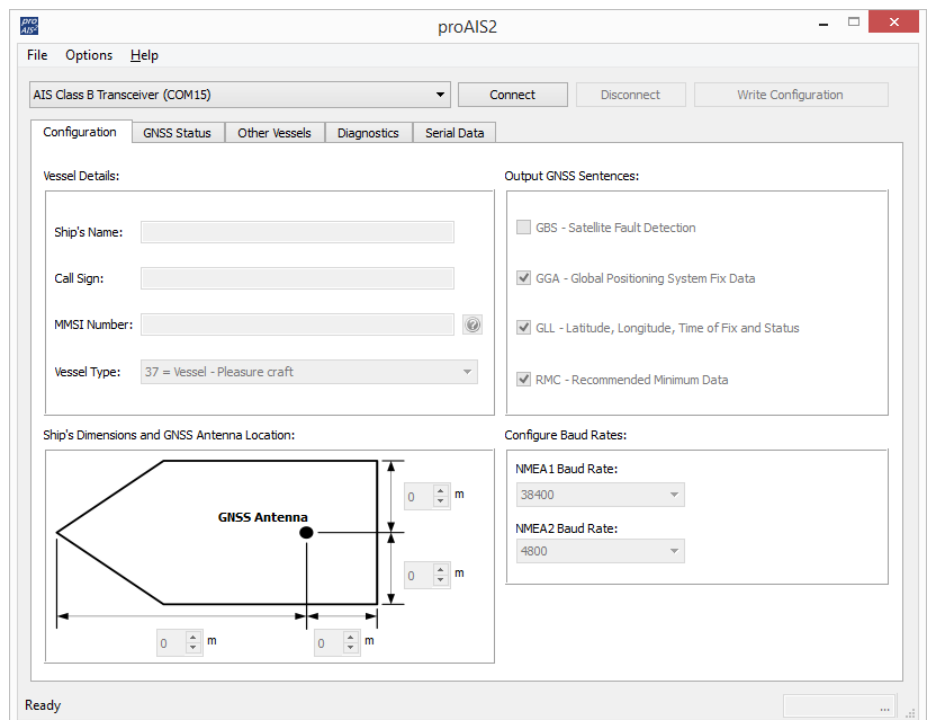 pro
AIS²
proAIS2
File Options Help
AIS Class B Transceiver (COM15)
Connect
Disconnect
Write Configuration
Configuration
GNSS Status
Other Vessels
Diagnostics
Serial Data
Vessel Details:
Ship's Name:
Call Sign:
MMSI Number:
Vessel Type:
37 = Vessel - Pleasure craft
Output GNSS Sentences:
GBS - Satellite Fault Detection
GGA - Global Positioning System Fix Data
GLL - Latitude, Longitude, Time of Fix and Status
RMC - Recommended Minimum Data
Ship's Dimensions and GNSS Antenna Location:
GNSS Antenna
0 m
0 m
0 m
0 m
Configure Baud Rates:
NMEA1 Baud Rate:
38400
NMEA2 Baud Rate:
4800
Ready
...